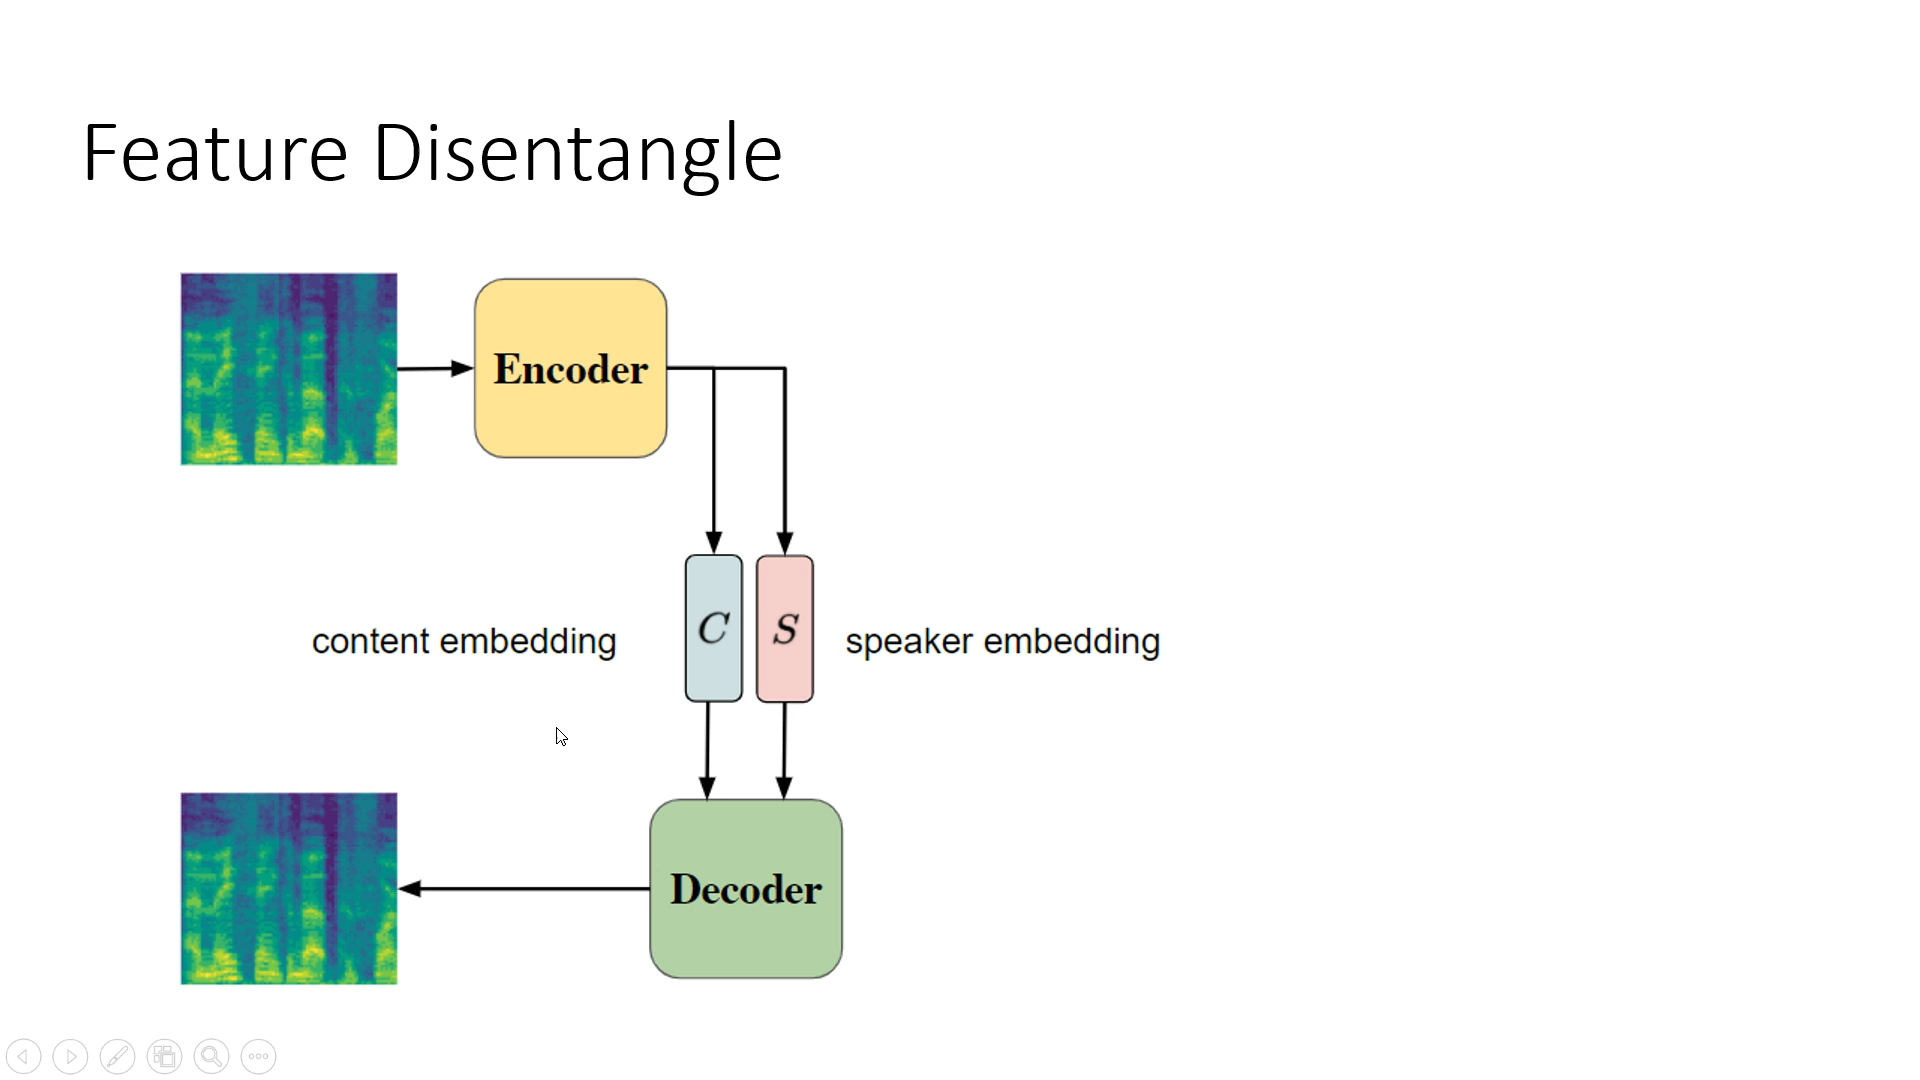 Feature Disentangle
Encoder
content embedding
C
S
speaker embedding
Decoder